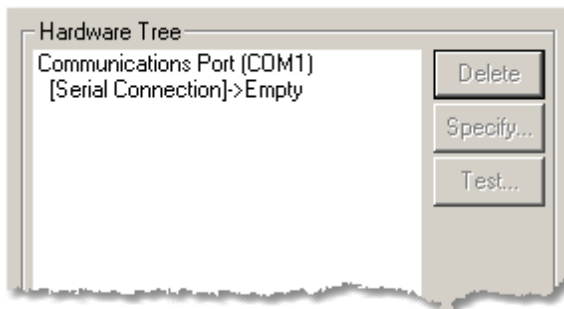 Hardware Tree
Communications Port (COM1)
[Serial Connection]->Empty
Delete
Specify...
Test...